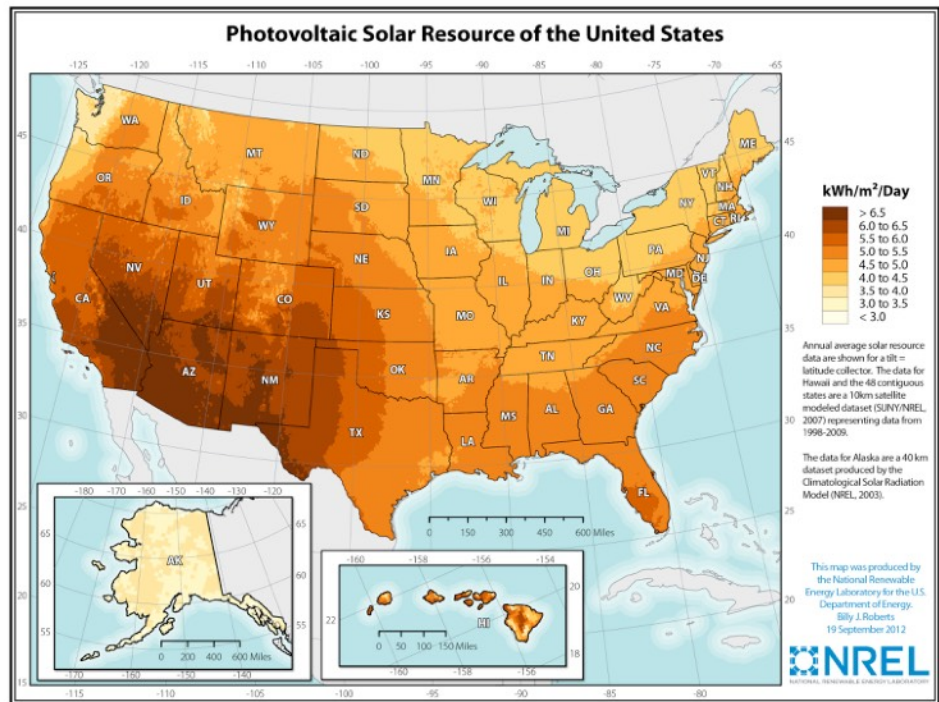 Photovoltaic Solar Resource of the United States
-125 -120 -115 -110 -105 -100 -95 -90 -85 -80 -75 -70 -65
45
40
35
30
25
20
15
45
40
35
30
25
20
WA
OR
CA
NV
ID
MT
WY
UT
CO
AZ
NM
ND
SD
NE
KS
OK
TX
MN
IA
MO
AR
LA
WI
IL
MI
IN
OH
KY
TN
MS
AL
GA
FL
SC
NC
VA
WV
PA
NY
VT
NH
ME
MA
CT
RI
NJ
DE
MD
kWh/m²/Day
> 6.5
6.0 to 6.5
5.5 to 6.0
5.0 to 5.5
4.5 to 5.0
4.0 to 4.5
3.5 to 4.0
3.0 to 3.5
< 3.0
Annual average solar resource
data are shown for a tilt =
latitude collector. The data for
Hawaii and the 48 contiguous
states are a 10km satellite
modeled dataset (SUNY/NREL,
2007) representing data from
1998-2009.
The data for Alaska are a 40 km
dataset produced by the
Climatological Solar Radiation
Model (NREL, 2003).
0 150 300 450 600 Miles
-180 -170 -160 -150 -140 -130 -120
65
60
55
65
60
55
AK
0 200 400 600 Miles
-170 -160 -150 -140
-160 -158 -156 -154
22
20
18
HI
0 50 100 150 Miles
-160 -158 -156
-115 -110 -105 -100 -95 -90 -85 -80
This map was produced by
the National Renewable
Energy Laboratory for the U.S.
Department of Energy.
Billy J. Roberts
19 September 2012
NREL
NATIONAL RENEWABLE ENERGY LABORATORY